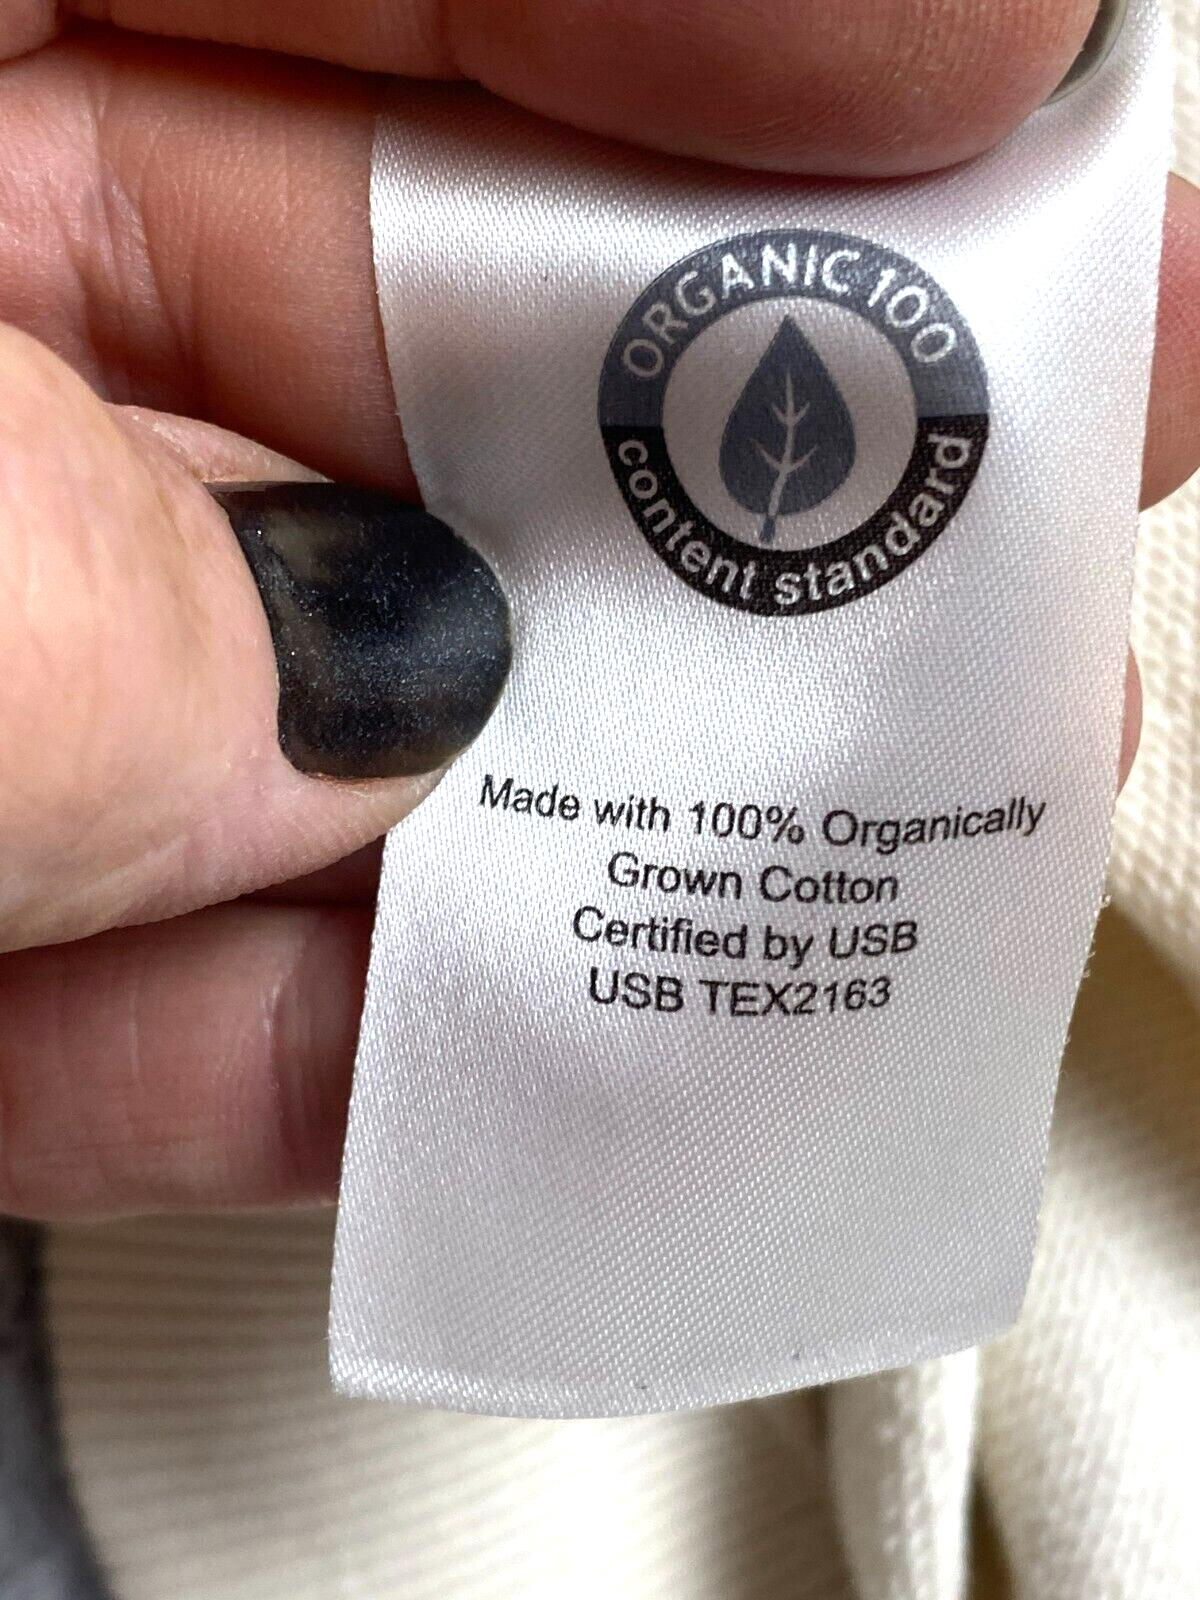 ORGANIC 100
content standard
Made with 100% Organically
Grown Cotton
Certified by USB
USB TEX2163